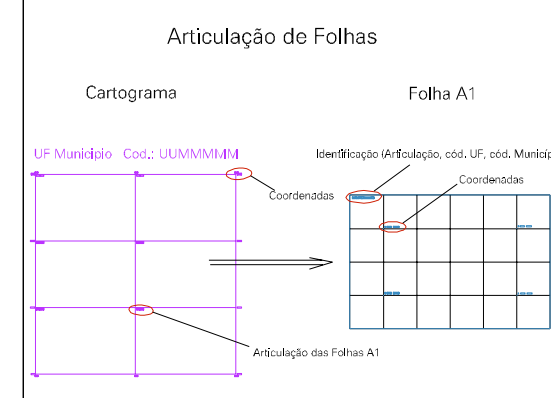 Articulação de Folhas
Cartograma
Folha A1
UF Municipio Cod.: UUMMMMM
Identificação (Articulação, cód. UF, cód. Municíp
Coordenadas
Coordenadas
Articulação das Folhas A1